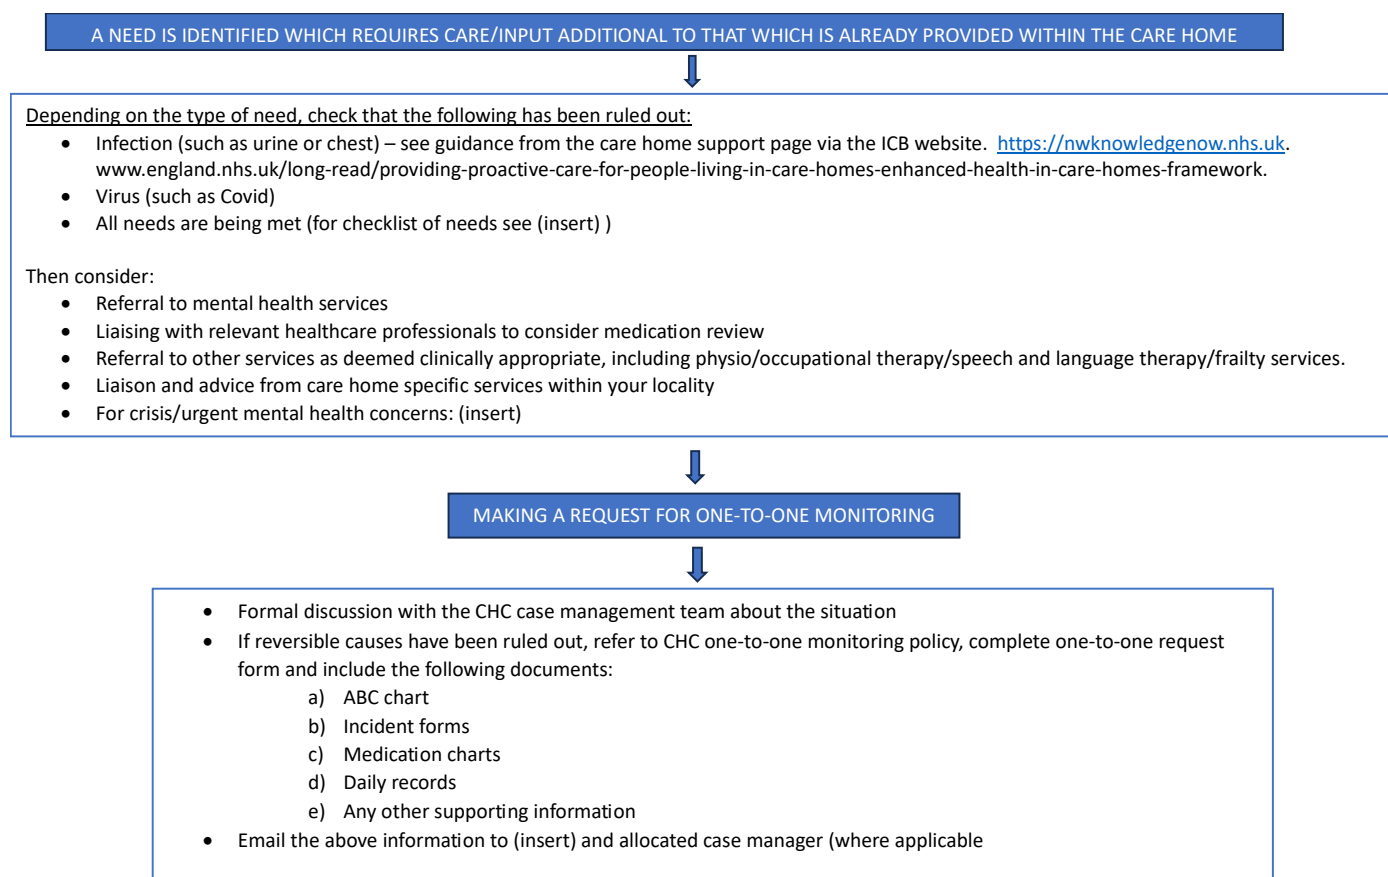 A NEED IS IDENTIFIED WHICH REQUIRES CARE/INPUT ADDITIONAL TO THAT WHICH IS ALREADY PROVIDED WITHIN THE CARE HOME
Depending on the type of need, check that the following has been ruled out:
• Infection (such as urine or chest) – see guidance from the care home support page via the ICB website. https://nwknowledgenow.nhs.uk.
www.england.nhs.uk/long-read/providing-proactive-care-for-people-living-in-care-homes-enhanced-health-in-care-homes-framework.
• Virus (such as Covid)
• All needs are being met (for checklist of needs see (insert) )
Then consider:
• Referral to mental health services
• Liaising with relevant healthcare professionals to consider medication review
• Referral to other services as deemed clinically appropriate, including physio/occupational therapy/speech and language therapy/frailty services.
• Liaison and advice from care home specific services within your locality
• For crisis/urgent mental health concerns: (insert)
MAKING A REQUEST FOR ONE-TO-ONE MONITORING
• Formal discussion with the CHC case management team about the situation
• If reversible causes have been ruled out, refer to CHC one-to-one monitoring policy, complete one-to-one request
form and include the following documents:
a) ABC chart
b) Incident forms
c) Medication charts
d) Daily records
e) Any other supporting information
• Email the above information to (insert) and allocated case manager (where applicable